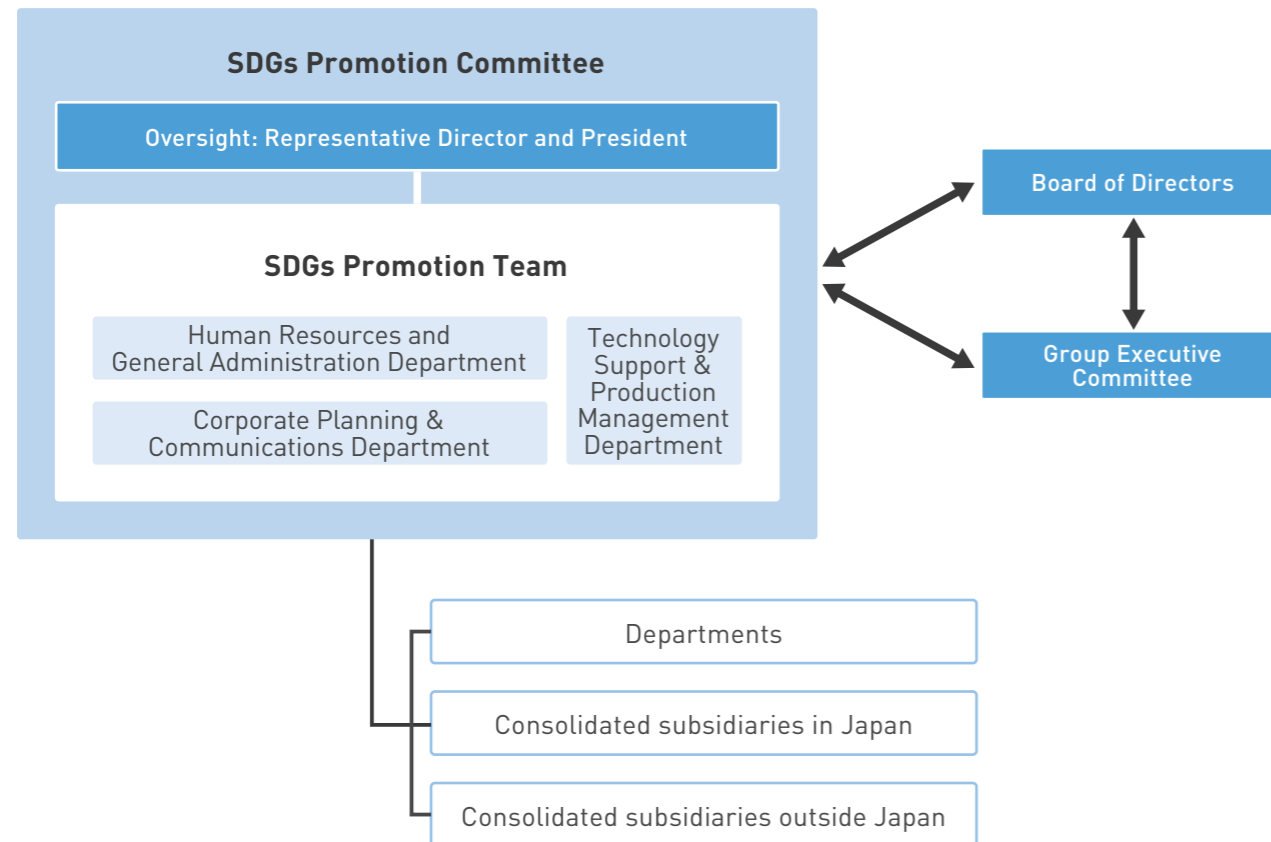 SDGs Promotion Committee
Oversight: Representative Director and President
SDGs Promotion Team
Human Resources and
General Administration Department
Corporate Planning &
Communications Department
Technology
Support &
Production
Management
Department
Board of Directors
Group Executive
Committee
Departments
Consolidated subsidiaries in Japan
Consolidated subsidiaries outside Japan